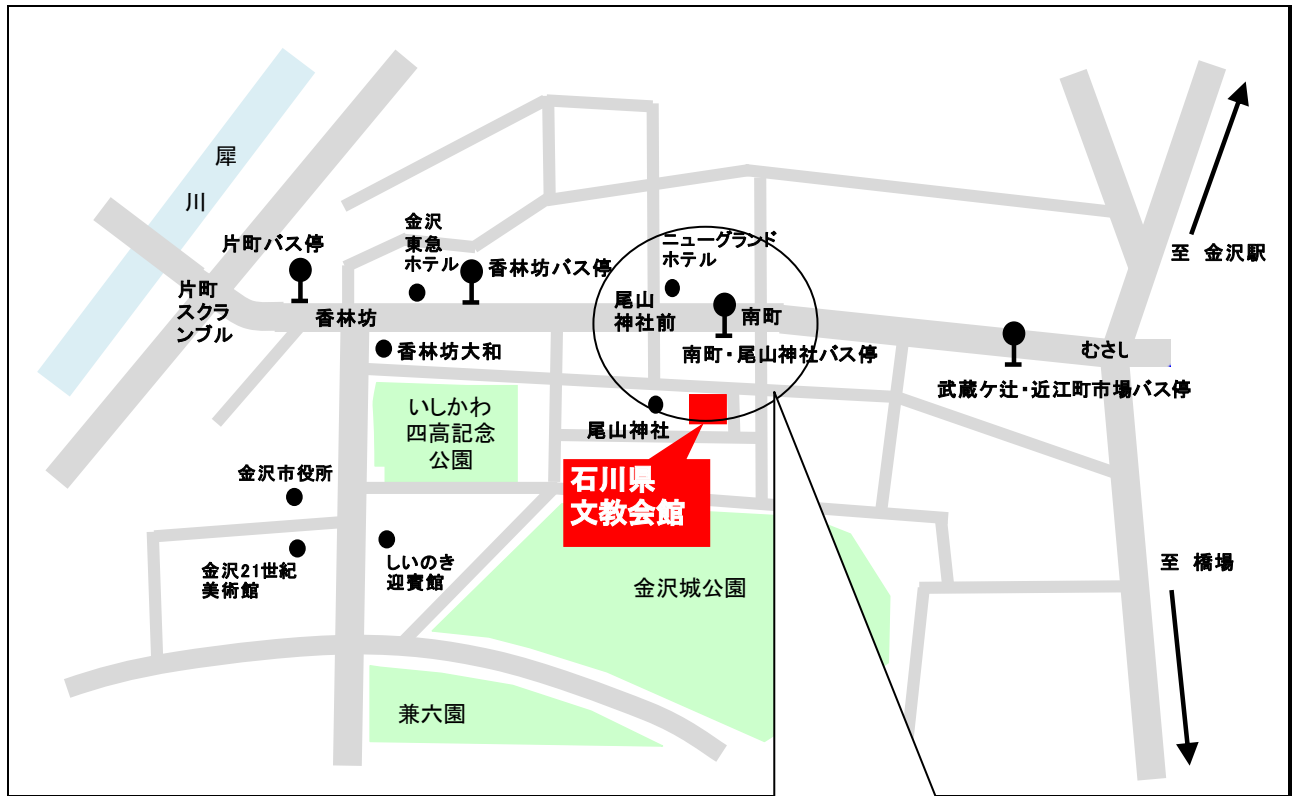 犀
川
片町バス停
片町
スクラ
ンブル
香林坊
金沢
東急
ホテル
香林坊バス停
香林坊大和
ニューグランド
ホテル
尾山
神社前
南町
南町・尾山神社バス停
至 金沢駅
むさし
武蔵ケ辻・近江町市場バス停
いしかわ
四高記念
公園
尾山神社
石川県
文教会館
金沢市役所
金沢21世紀
美術館
しいのき
迎賓館
金沢城公園
兼六園
至 橋場